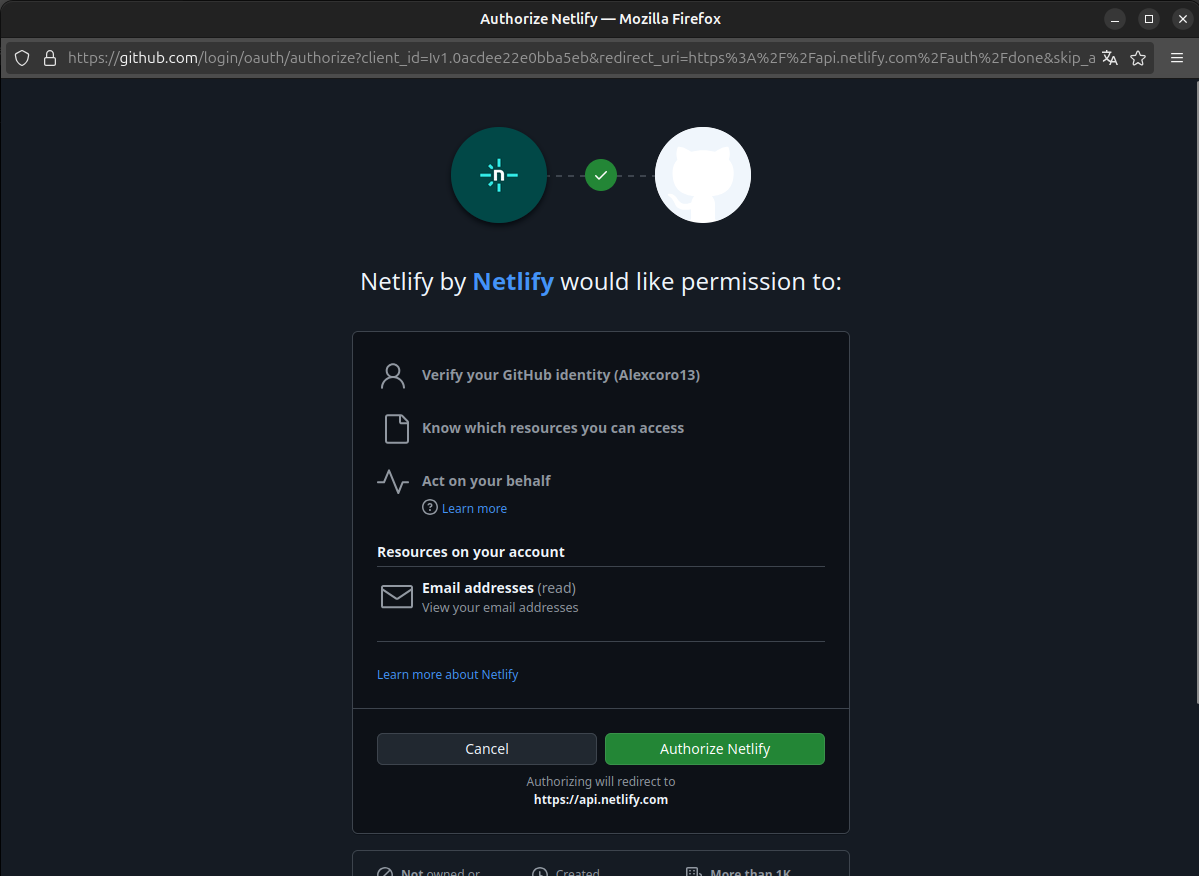 Authorize Netlify — Mozilla Firefox
https://github.com/login/oauth/authorize?client_id=Iv1.0acdee22e0bba5eb&redirect_uri=https%3A%2F%2Fapi.netlify.com%2Fauth%2Fdone&skip_a
n
Netlify by Netlify would like permission to:
Verify your GitHub identity (Alexcoro13)
Know which resources you can access
Act on your behalf
Learn more
Resources on your account
Email addresses (read)
View your email addresses
Learn more about Netlify
Cancel Authorize Netlify
Authorizing will redirect to
https://api.netlify.com
Not owned or Created More than 1K